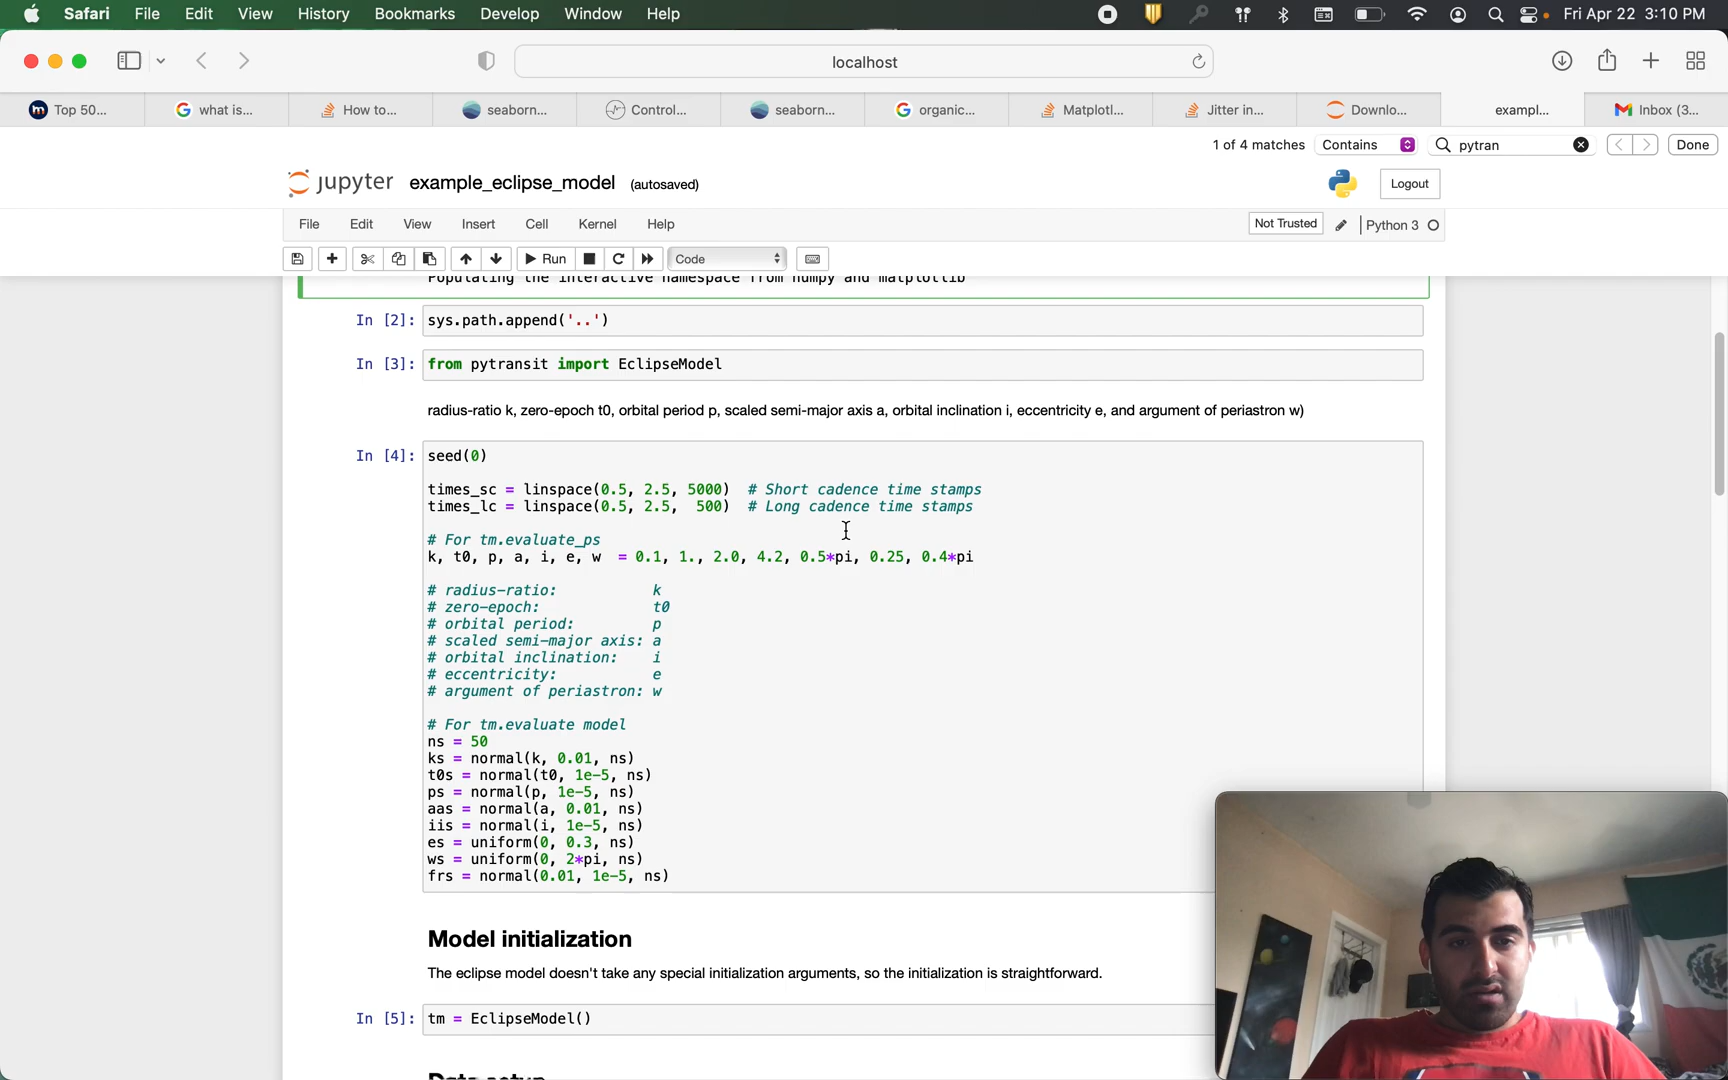 Safari File Edit View History Bookmarks Develop Window Help Fri Apr 22 3:10 PM
localhost
Top 50... what is... How to... seaborn... Control... seaborn... organic... Matplotl... Jitter in... Downlo... exampl... Inbox (3...
1 of 4 matches Contains pytran Done
jupyter example_eclipse_model (autosaved) Logout
File Edit View Insert Cell Kernel Help Not Trusted Python 3
Run Code
Populating the interactive namespace from numpy and matplotlib
In [2]: sys.path.append('..')
In [3]: from pytransit import EclipseModel
radius-ratio k, zero-epoch t0, orbital period p, scaled semi-major axis a, orbital inclination i, eccentricity e, and argument of periastron w)
In [4]: seed(0)
times_sc = linspace(0.5, 2.5, 5000) # Short cadence time stamps
times_lc = linspace(0.5, 2.5, 500) # Long cadence time stamps
# For tm.evaluate_ps
k, t0, p, a, i, e, w = 0.1, 1., 2.0, 4.2, 0.5*pi, 0.25, 0.4*pi
# radius-ratio: k
# zero-epoch: t0
# orbital period: p
# scaled semi-major axis: a
# orbital inclination: i
# eccentricity: e
# argument of periastron: w
# For tm.evaluate model
ns = 50
ks = normal(k, 0.01, ns)
t0s = normal(t0, 1e-5, ns)
ps = normal(p, 1e-5, ns)
aas = normal(a, 0.01, ns)
iis = normal(i, 1e-5, ns)
es = uniform(0, 0.3, ns)
ws = uniform(0, 2*pi, ns)
frs = normal(0.01, 1e-5, ns)
Model initialization
The eclipse model doesn't take any special initialization arguments, so the initialization is straightforward.
In [5]: tm = EclipseModel()
Data setup